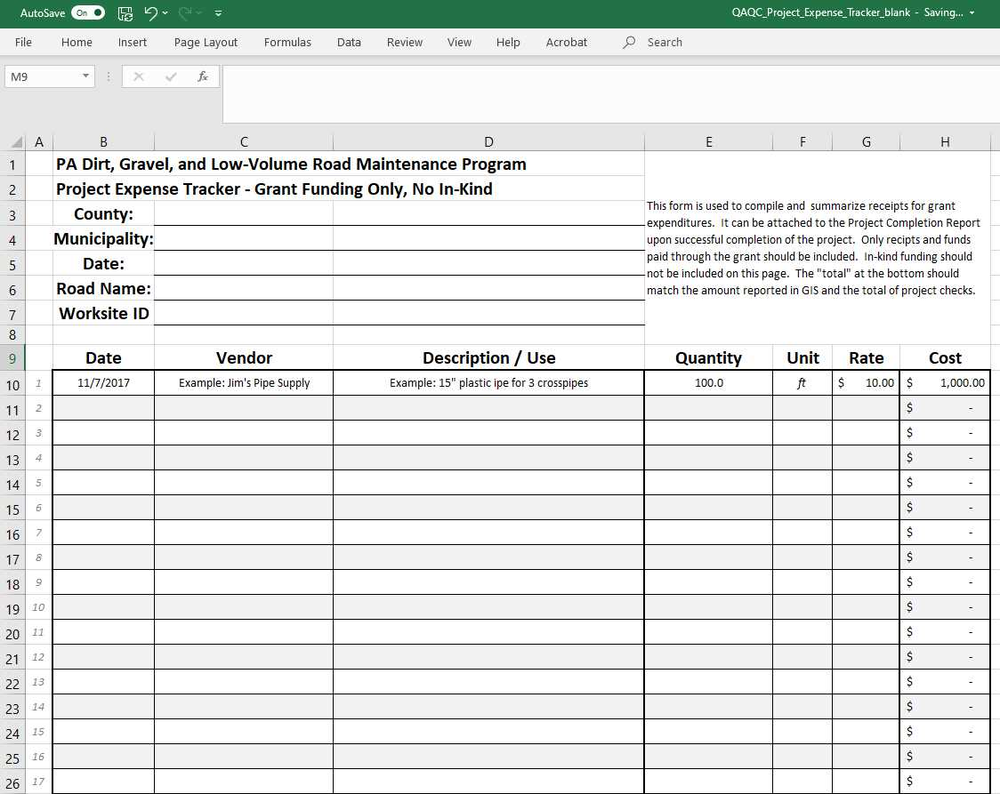 AutoSave On QAQC_Project_Expense_Tracker_blank - Saving...
File Home Insert Page Layout Formulas Data Review View Help Acrobat Search
M9 fx
A B C D E F G H
1 PA Dirt, Gravel, and Low-Volume Road Maintenance Program
2 Project Expense Tracker - Grant Funding Only, No In-Kind
3 County:
4 Municipality:
5 Date:
6 Road Name:
7 Worksite ID
This form is used to compile and summarize receipts for grant
expenditures. It can be attached to the Project Completion Report
upon successful completion of the project. Only recipts and funds
paid through the grant should be included. In-kind funding should
not be included on this page. The "total" at the bottom should
match the amount reported in GIS and the total of project checks.
8
9 Date Vendor Description / Use Quantity Unit Rate Cost
10 1 11/7/2017 Example: Jim's Pipe Supply Example: 15" plastic ipe for 3 crosspipes 100.0 ft $ 10.00 $ 1,000.00
11 2 $ -
12 3 $ -
13 4 $ -
14 5 $ -
15 6 $ -
16 7 $ -
17 8 $ -
18 9 $ -
19 10 $ -
20 11 $ -
21 12 $ -
22 13 $ -
23 14 $ -
24 15 $ -
25 16 $ -
26 17 $ -